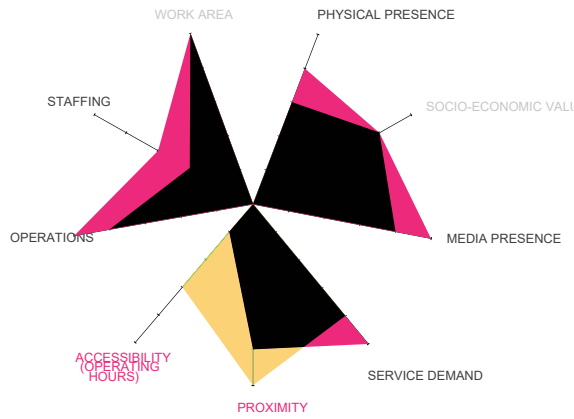 WORK AREA
PHYSICAL PRESENCE
STAFFING
SOCIO-ECONOMIC VALU
OPERATIONS
MEDIA PRESENCE
ACCESSIBILITY
(OPERATING
HOURS)
SERVICE DEMAND
PROXIMITY